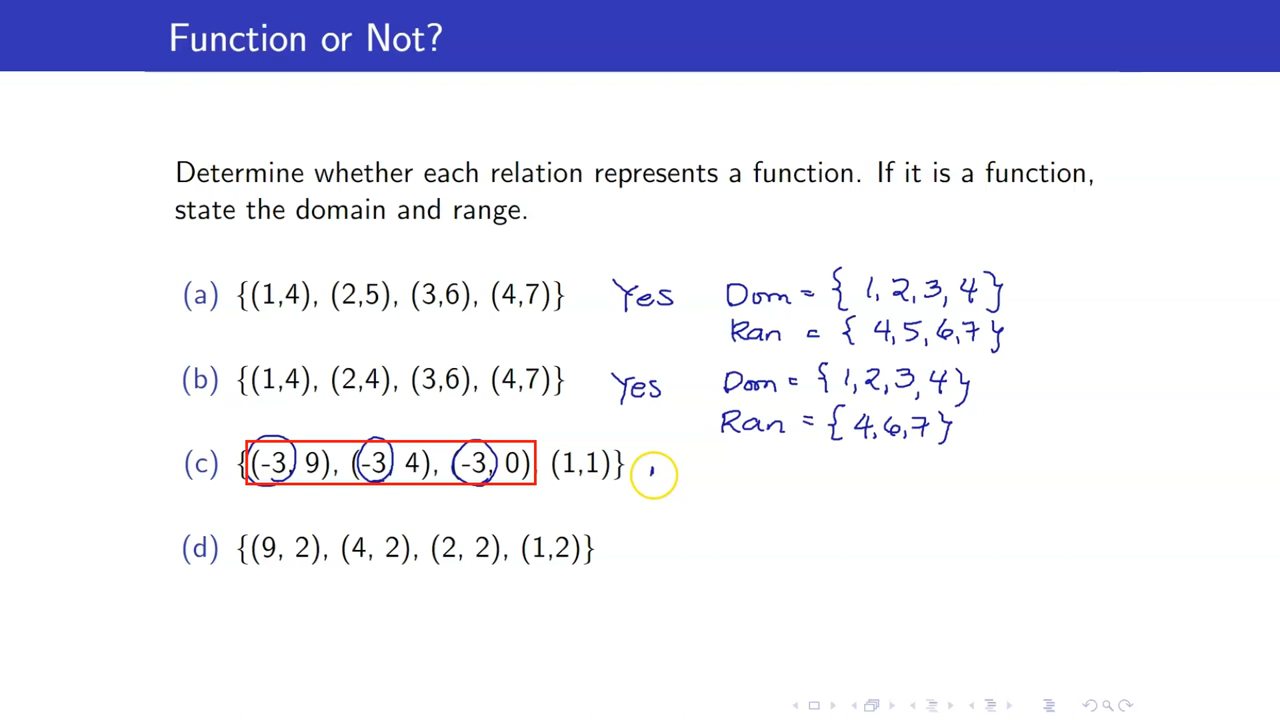 Function or Not?
Determine whether each relation represents a function. If it is a function,
state the domain and range.
(a) {(1,4), (2,5), (3,6), (4,7)} Yes Dom = { 1, 2, 3, 4 }
Ran = { 4, 5, 6, 7 }
(b) {(1,4), (2,4), (3,6), (4,7)} Yes Dom = { 1, 2, 3, 4 }
Ran = { 4, 6, 7 }
(c) {(-3, 9), (-3, 4), (-3, 0), (1,1)}
(d) {(9, 2), (4, 2), (2, 2), (1,2)}